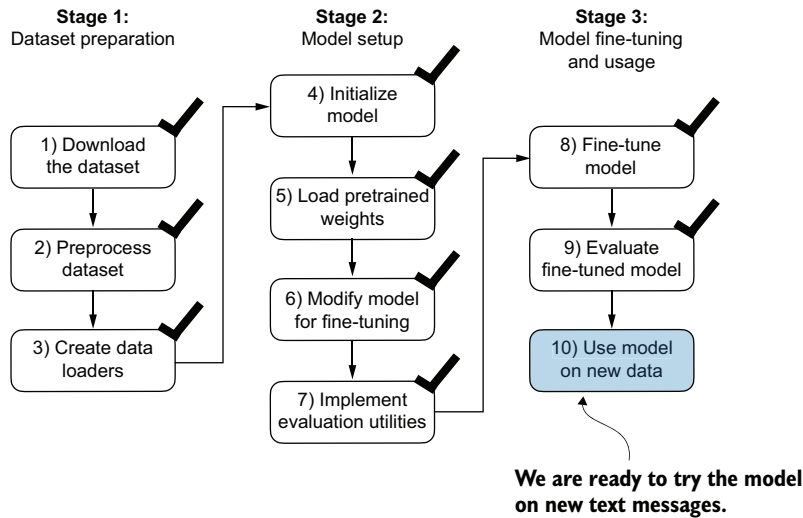 Stage 1:
Dataset preparation
1) Download
the dataset
2) Preprocess
dataset
3) Create data
loaders
Stage 2:
Model setup
4) Initialize
model
5) Load pretrained
weights
6) Modify model
for fine-tuning
7) Implement
evaluation utilities
Stage 3:
Model fine-tuning
and usage
8) Fine-tune
model
9) Evaluate
fine-tuned model
10) Use model
on new data
We are ready to try the model
on new text messages.